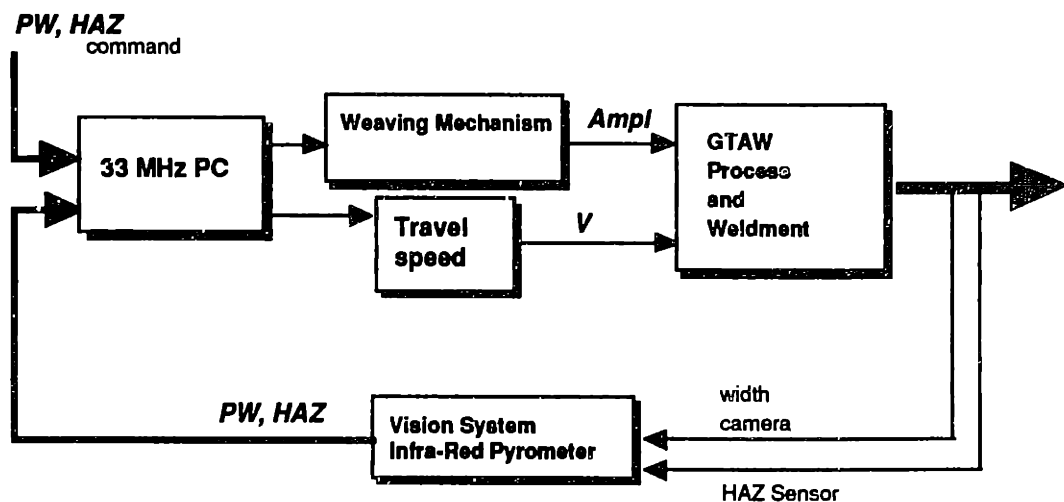 PW, HAZ
command
33 MHz PC
Weaving Mechanism
Ampl
GTAW
Process
and
Weldment
Travel
speed
V
PW, HAZ
Vision System
Infra-Red Pyrometer
width
camera
HAZ Sensor